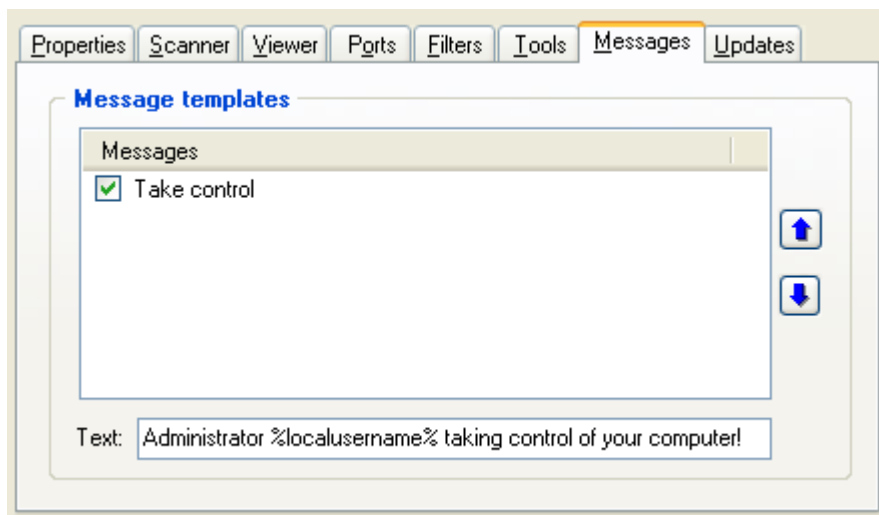 Properties Scanner Viewer Ports Filters Tools Messages Updates
Message templates
Messages
Take control
Text: Administrator %localusername% taking control of your computer!